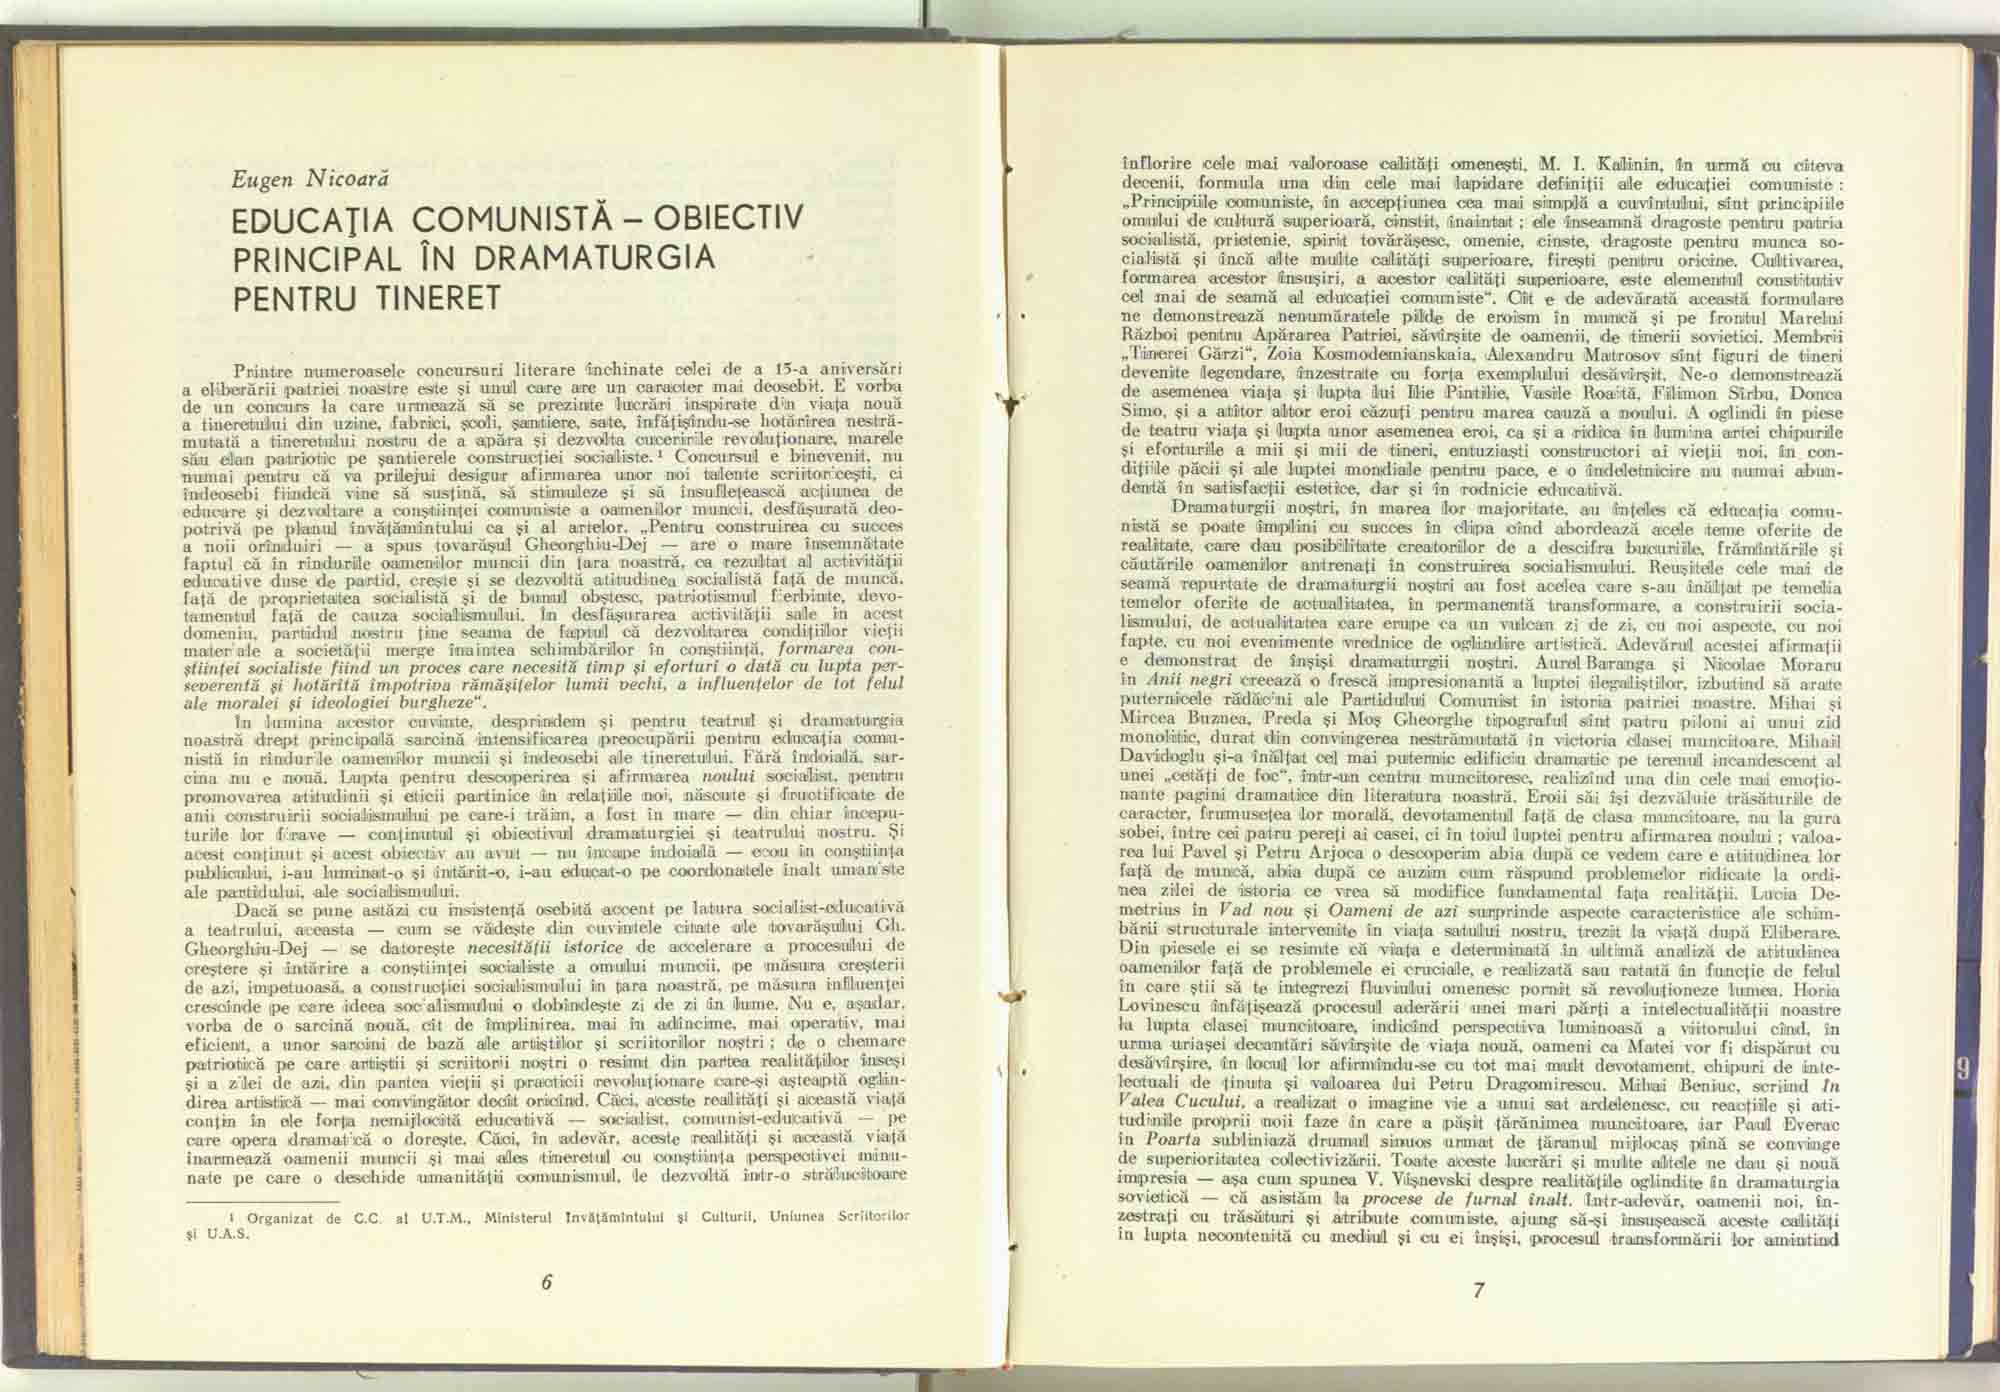 Eugen Nicoară
EDUCAŢIA COMUNISTĂ – OBIECTIV
PRINCIPAL ÎN DRAMATURGIA
PENTRU TINERET
Printre numeroasele concursuri literare închinate celei de a 15-a aniversări
a eliberării patriei noastre este şi unul care are un caracter mai deosebit. E vorba
de un concurs la care urmează să se prezinte lucrări inspirate din viaţa nouă
a tineretului din uzine, fabrici, şcoli, şantiere, sate, înfăţişîndu-se hotărîrea nestră-
mutată a tineretului nostru de a apăra şi dezvolta cuceririle revoluţionare, marele
său elan patriotic pe şantierele construcţiei socialiste.¹ Concursul e binevenit, nu
numai pentru că va prilejui desigur afirmarea unor noi talente scriitoriceşti, ci
îndeosebi fiindcă vine să susţină, să stimuleze şi să însufleţească acţiunea de
educare şi dezvoltare a conştiinţei comuniste a oamenilor muncii, desfăşurată deo-
potrivă pe planul învăţămîntului ca şi al artelor. „Pentru construirea cu succes
a noii orînduiri — a spus tovarăşul Gheorghiu-Dej — are o mare însemnătate
faptul că în rîndurile oamenilor muncii din ţara noastră, ca rezultat al activităţii
educative duse de partid, creşte şi se dezvoltă atitudinea socialistă faţă de muncă,
faţă de proprietatea socialistă şi de bunul obştesc, patriotismul fierbinte, devo-
tamentul faţă de cauza socialismului. În desfăşurarea activităţii sale în acest
domeniu, partidul nostru ţine seama de faptul că dezvoltarea condiţiilor vieţii
materiale a societăţii merge înaintea schimbărilor în conştiinţă, formarea con-
ştiinţei socialiste fiind un proces care necesită timp şi eforturi o dată cu lupta per-
severentă şi hotărîtă împotriva rămăşiţelor lumii vechi, a influenţelor de tot felul
ale moralei şi ideologiei burgheze“.
În lumina acestor cuvinte, desprindem şi pentru teatrul şi dramaturgia
noastră drept principală sarcină intensificarea preocupării pentru educaţia comu-
nistă în rîndurile oamenilor muncii şi îndeosebi ale tineretului. Fără îndoială, sar-
cina nu e nouă. Lupta pentru descoperirea şi afirmarea noului socialist, pentru
promovarea atitudinii şi eticii partinice în relaţiile noi, născute şi fructificate de
anii construirii socialismului pe care-i trăim, a fost în mare — din chiar începu-
turile lor firave — conţinutul şi obiectivul dramaturgiei şi teatrului nostru. Şi
acest conţinut şi acest obiectiv au avut — nu încape îndoială — ecou în conştiinţa
publicului, i-au luminat-o şi întărit-o, i-au educat-o pe coordonatele înalt umaniste
ale partidului, ale socialismului.
Dacă se pune astăzi cu insistenţă osebită accent pe latura socialist-educativă
a teatrului, aceasta — cum se vădeşte din cuvintele citate ale tovarăşului Gh.
Gheorghiu-Dej — se datoreşte necesităţii istorice de accelerare a procesului de
creştere şi întărire a conştiinţei socialiste a omului muncii, pe măsura creşterii
de azi, impetuoasă, a construcţiei socialismului în ţara noastră, pe măsura influenţei
crescînde pe care ideea socialismului o dobîndeşte zi de zi în lume. Nu e, aşadar,
vorba de o sarcină nouă, cît de împlinirea, mai în adîncime, mai operativ, mai
eficient, a unor sarcini de bază ale artiştilor şi scriitorilor noştri ; de o chemare
patriotică pe care artiştii şi scriitorii noştri o resimt din partea realităţilor înseşi
şi a zilei de azi, din partea vieţii şi practicii revoluţionare care-şi aşteaptă oglin-
direa artistică — mai convingător decît oricînd. Căci, aceste realităţi şi această viaţă
conţin în ele forţa nemijlocită educativă — socialist, comunist-educativă — pe
care opera dramatică o doreşte. Căci, în adevăr, aceste realităţi şi această viaţă
înarmează oamenii muncii şi mai ales tineretul cu conştiinţa perspectivei minu-
nate pe care o deschide umanităţii comunismul, le dezvoltă într-o strălucitoare
¹ Organizat de C.C. al U.T.M., Ministerul Învăţămîntului şi Culturii, Uniunea Scriitorilor
şi U.A.S.
6
înflorire cele mai valoroase calităţi omeneşti. M. I. Kalinin, în urmă cu cîteva
decenii, formula una din cele mai lapidare definiţii ale educaţiei comuniste :
„Principiile comuniste, în accepţiunea cea mai simplă a cuvîntului, sînt principiile
omului de cultură superioară, cinstit, înaintat ; ele înseamnă dragoste pentru patria
socialistă, prietenie, spirit tovărăşesc, omenie, cinste, dragoste pentru munca so-
cialistă şi încă alte multe calităţi superioare, fireşti pentru oricine. Cultivarea,
formarea acestor însuşiri, a acestor calităţi superioare, este elementul constitutiv
cel mai de seamă al educaţiei comuniste“. Cît e de adevărată această formulare
ne demonstrează nenumăratele pilde de eroism în muncă şi pe frontul Marelui
Război pentru Apărarea Patriei, săvîrşite de oamenii, de tinerii sovietici. Membrii
„Tinerei Gărzi“, Zoia Kosmodemianskaia, Alexandru Matrosov sînt figuri de tineri
devenite legendare, înzestrate cu forţa exemplului desăvîrşit. Ne-o demonstrează
de asemenea viaţa şi lupta lui Ilie Pintilie, Vasile Roaită, Filimon Sîrbu, Donca
Simo, şi a atîtor altor eroi căzuţi pentru marea cauză a noului. A oglindi în piese
de teatru viaţa şi lupta unor asemenea eroi, ca şi a ridica în lumina artei chipurile
şi eforturile a mii şi mii de tineri, entuziaşti constructori ai vieţii noi, în con-
diţiile păcii şi ale luptei mondiale pentru pace, e o îndeletnicire nu numai abun-
dentă în satisfacţii estetice, dar şi în rodnicie educativă.
Dramaturgii noştri, în marea lor majoritate, au înţeles că educaţia comu-
nistă se poate împlini cu succes în clipa cînd abordează acele teme oferite de
realitate, care dau posibilitate creatorilor de a descifra bucuriile, frămîntările şi
căutările oamenilor antrenaţi în construirea socialismului. Reuşitele cele mai de
seamă repurtate de dramaturgii noştri au fost acelea care s-au înălţat pe temelia
temelor oferite de actualitatea, în permanentă transformare, a construirii socia-
lismului, de actualitatea care erupe ca un vulcan zi de zi, cu noi aspecte, cu noi
fapte, cu noi evenimente vrednice de oglindire artistică. Adevărul acestei afirmaţii
e demonstrat de înşişi dramaturgii noştri. Aurel Baranga şi Nicolae Moraru
în Anii negri creează o frescă impresionantă a luptei ilegaliştilor, izbutind să arate
puternicele rădăcini ale Partidului Comunist în istoria patriei noastre. Mihai şi
Mircea Buznea, Preda şi Moş Gheorghe tipograful sînt patru piloni ai unui zid
monolitic, durat din convingerea nestrămutată în victoria clasei muncitoare. Mihail
Davidoglu şi-a înălţat cel mai puternic edificiu dramatic pe terenul incandescent al
unei „cetăţi de foc“, într-un centru muncitoresc, realizînd una din cele mai emoţio-
nante pagini dramatice din literatura noastră. Eroii săi îşi dezvăluie trăsăturile de
caracter, frumuseţea lor morală, devotamentul faţă de clasa muncitoare, nu la gura
sobei, între cei patru pereţi ai casei, ci în toiul luptei pentru afirmarea noului ; valoa-
rea lui Pavel şi Petru Arjoca o descoperim abia după ce vedem care e atitudinea lor
faţă de muncă, abia după ce auzim cum răspund problemelor ridicate la ordi-
nea zilei de istoria ce vrea să modifice fundamental faţa realităţii. Lucia De-
metrius în Vad nou şi Oameni de azi surprinde aspecte caracteristice ale schim-
bării structurale intervenite în viaţa satului nostru, trezit la viaţă după Eliberare.
Din piesele ei se resimte că viaţa e determinată în ultimă analiză de atitudinea
oamenilor faţă de problemele ei cruciale, e realizată sau ratată în funcţie de felul
în care ştii să te integrezi fluviului omenesc pornit să revoluţioneze lumea. Horia
Lovinescu înfăţişează procesul aderării unei mari părţi a intelectualităţii noastre
la lupta clasei muncitoare, indicînd perspectiva luminoasă a viitorului cînd, în
urma uriaşei decantări săvîrşite de viaţa nouă, oameni ca Matei vor fi dispărut cu
desăvîrşire, în locul lor afirmîndu-se cu tot mai mult devotament, chipuri de inte-
lectuali de ţinuta şi valoarea lui Petru Dragomirescu. Mihai Beniuc, scriind În
Valea Cucului, a realizat o imagine vie a unui sat ardelenesc, cu reacţiile şi ati-
tudinile proprii noii faze în care a păşit ţărănimea muncitoare, iar Paul Everac
în Poarta subliniază drumul sinuos urmat de ţăranul mijlocaş pînă se convinge
de superioritatea colectivizării. Toate aceste lucrări şi multe altele ne dau şi nouă
impresia — aşa cum spunea V. Vişnevski despre realităţile oglindite în dramaturgia
sovietică — că asistăm la procese de furnal înalt. Într-adevăr, oamenii noi, în-
zestraţi cu trăsături şi atribute comuniste, ajung să-şi însuşească aceste calităţi
în lupta necontenită cu mediul şi cu ei înşişi, procesul transformării lor amintind
7
9